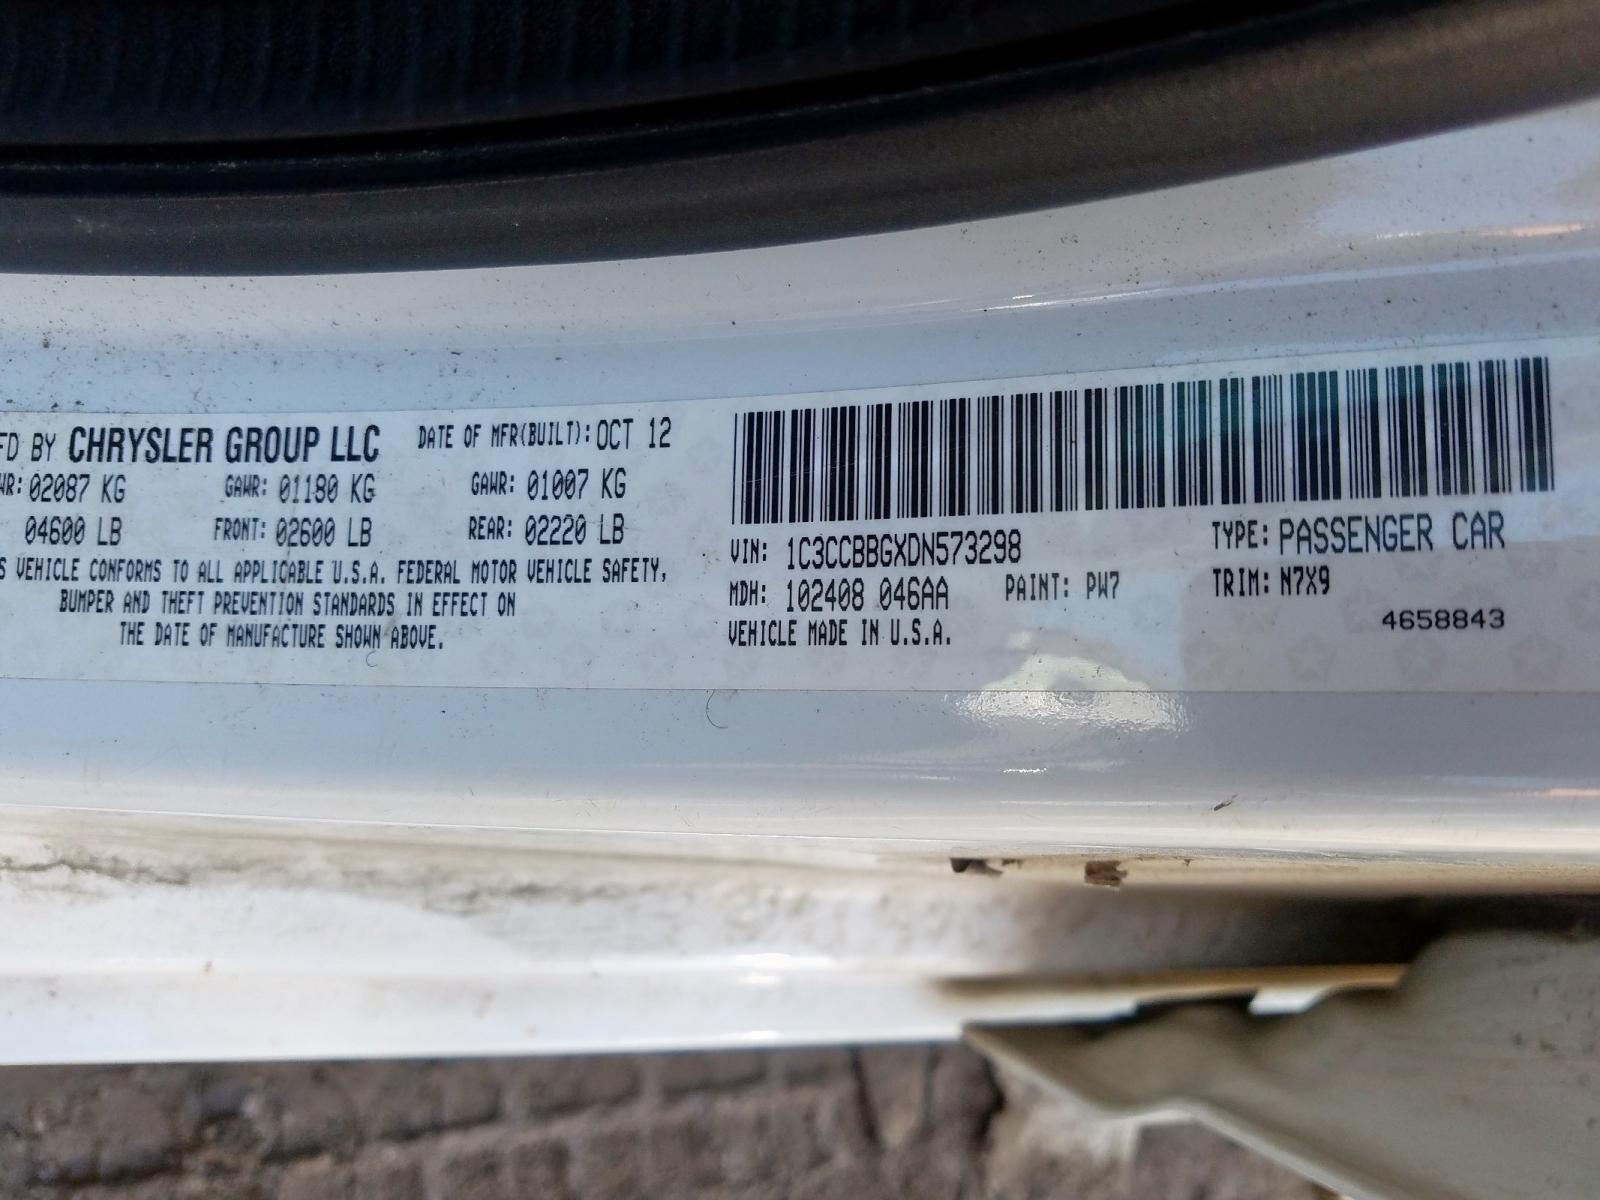 FD BY CHRYSLER GROUP LLC DATE OF MFR(BUILT): OCT 12
WR: 02087 KG GAWR: 01180 KG GAWR: 01007 KG
04600 LB FRONT: 02600 LB REAR: 02220 LB
S VEHICLE CONFORMS TO ALL APPLICABLE U.S.A. FEDERAL MOTOR VEHICLE SAFETY,
BUMPER AND THEFT PREVENTION STANDARDS IN EFFECT ON
THE DATE OF MANUFACTURE SHOWN ABOVE.
VIN: 1C3CCBBGXDN573298 TYPE: PASSENGER CAR
MDH: 102408 046AA PAINT: PW7 TRIM: N7X9
VEHICLE MADE IN U.S.A. 4658843